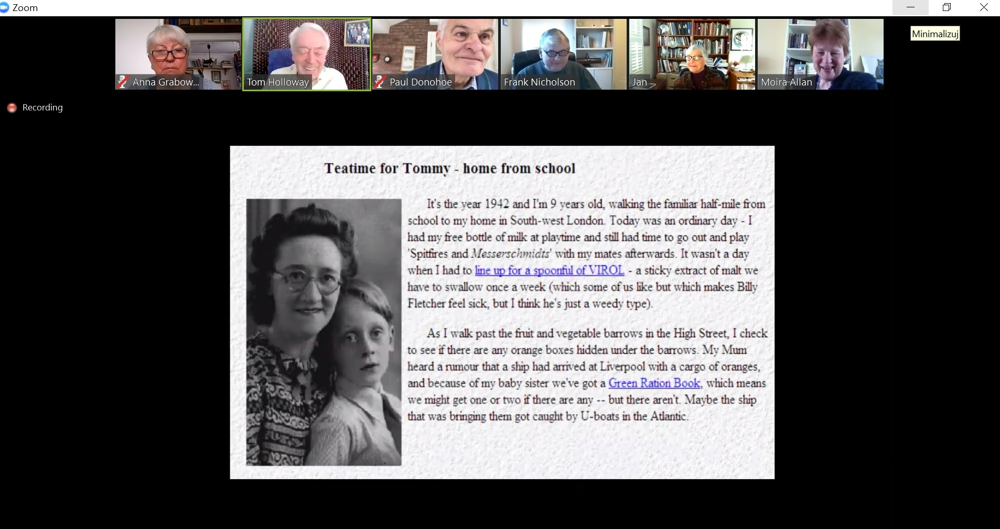 Zoom
Minimalizuj
Anna Grabow...
Tom Holloway
Paul Donohoe
Frank Nicholson
Jan
Moira Allan
Recording
Teatime for Tommy - home from school
It's the year 1942 and I'm 9 years old, walking the familiar half-mile from
school to my home in South-west London. Today was an ordinary day - I
had my free bottle of milk at playtime and still had time to go out and play
'Spitfires and Messerschmidts' with my mates afterwards. It wasn't a day
when I had to line up for a spoonful of VIROL - a sticky extract of malt we
have to swallow once a week (which some of us like but which makes Billy
Fletcher feel sick, but I think he's just a weedy type).
As I walk past the fruit and vegetable barrows in the High Street, I check
to see if there are any orange boxes hidden under the barrows. My Mum
heard a rumour that a ship had arrived at Liverpool with a cargo of oranges,
and because of my baby sister we've got a Green Ration Book, which means
we might get one or two if there are any -- but there aren't. Maybe the ship
that was bringing them got caught by U-boats in the Atlantic.